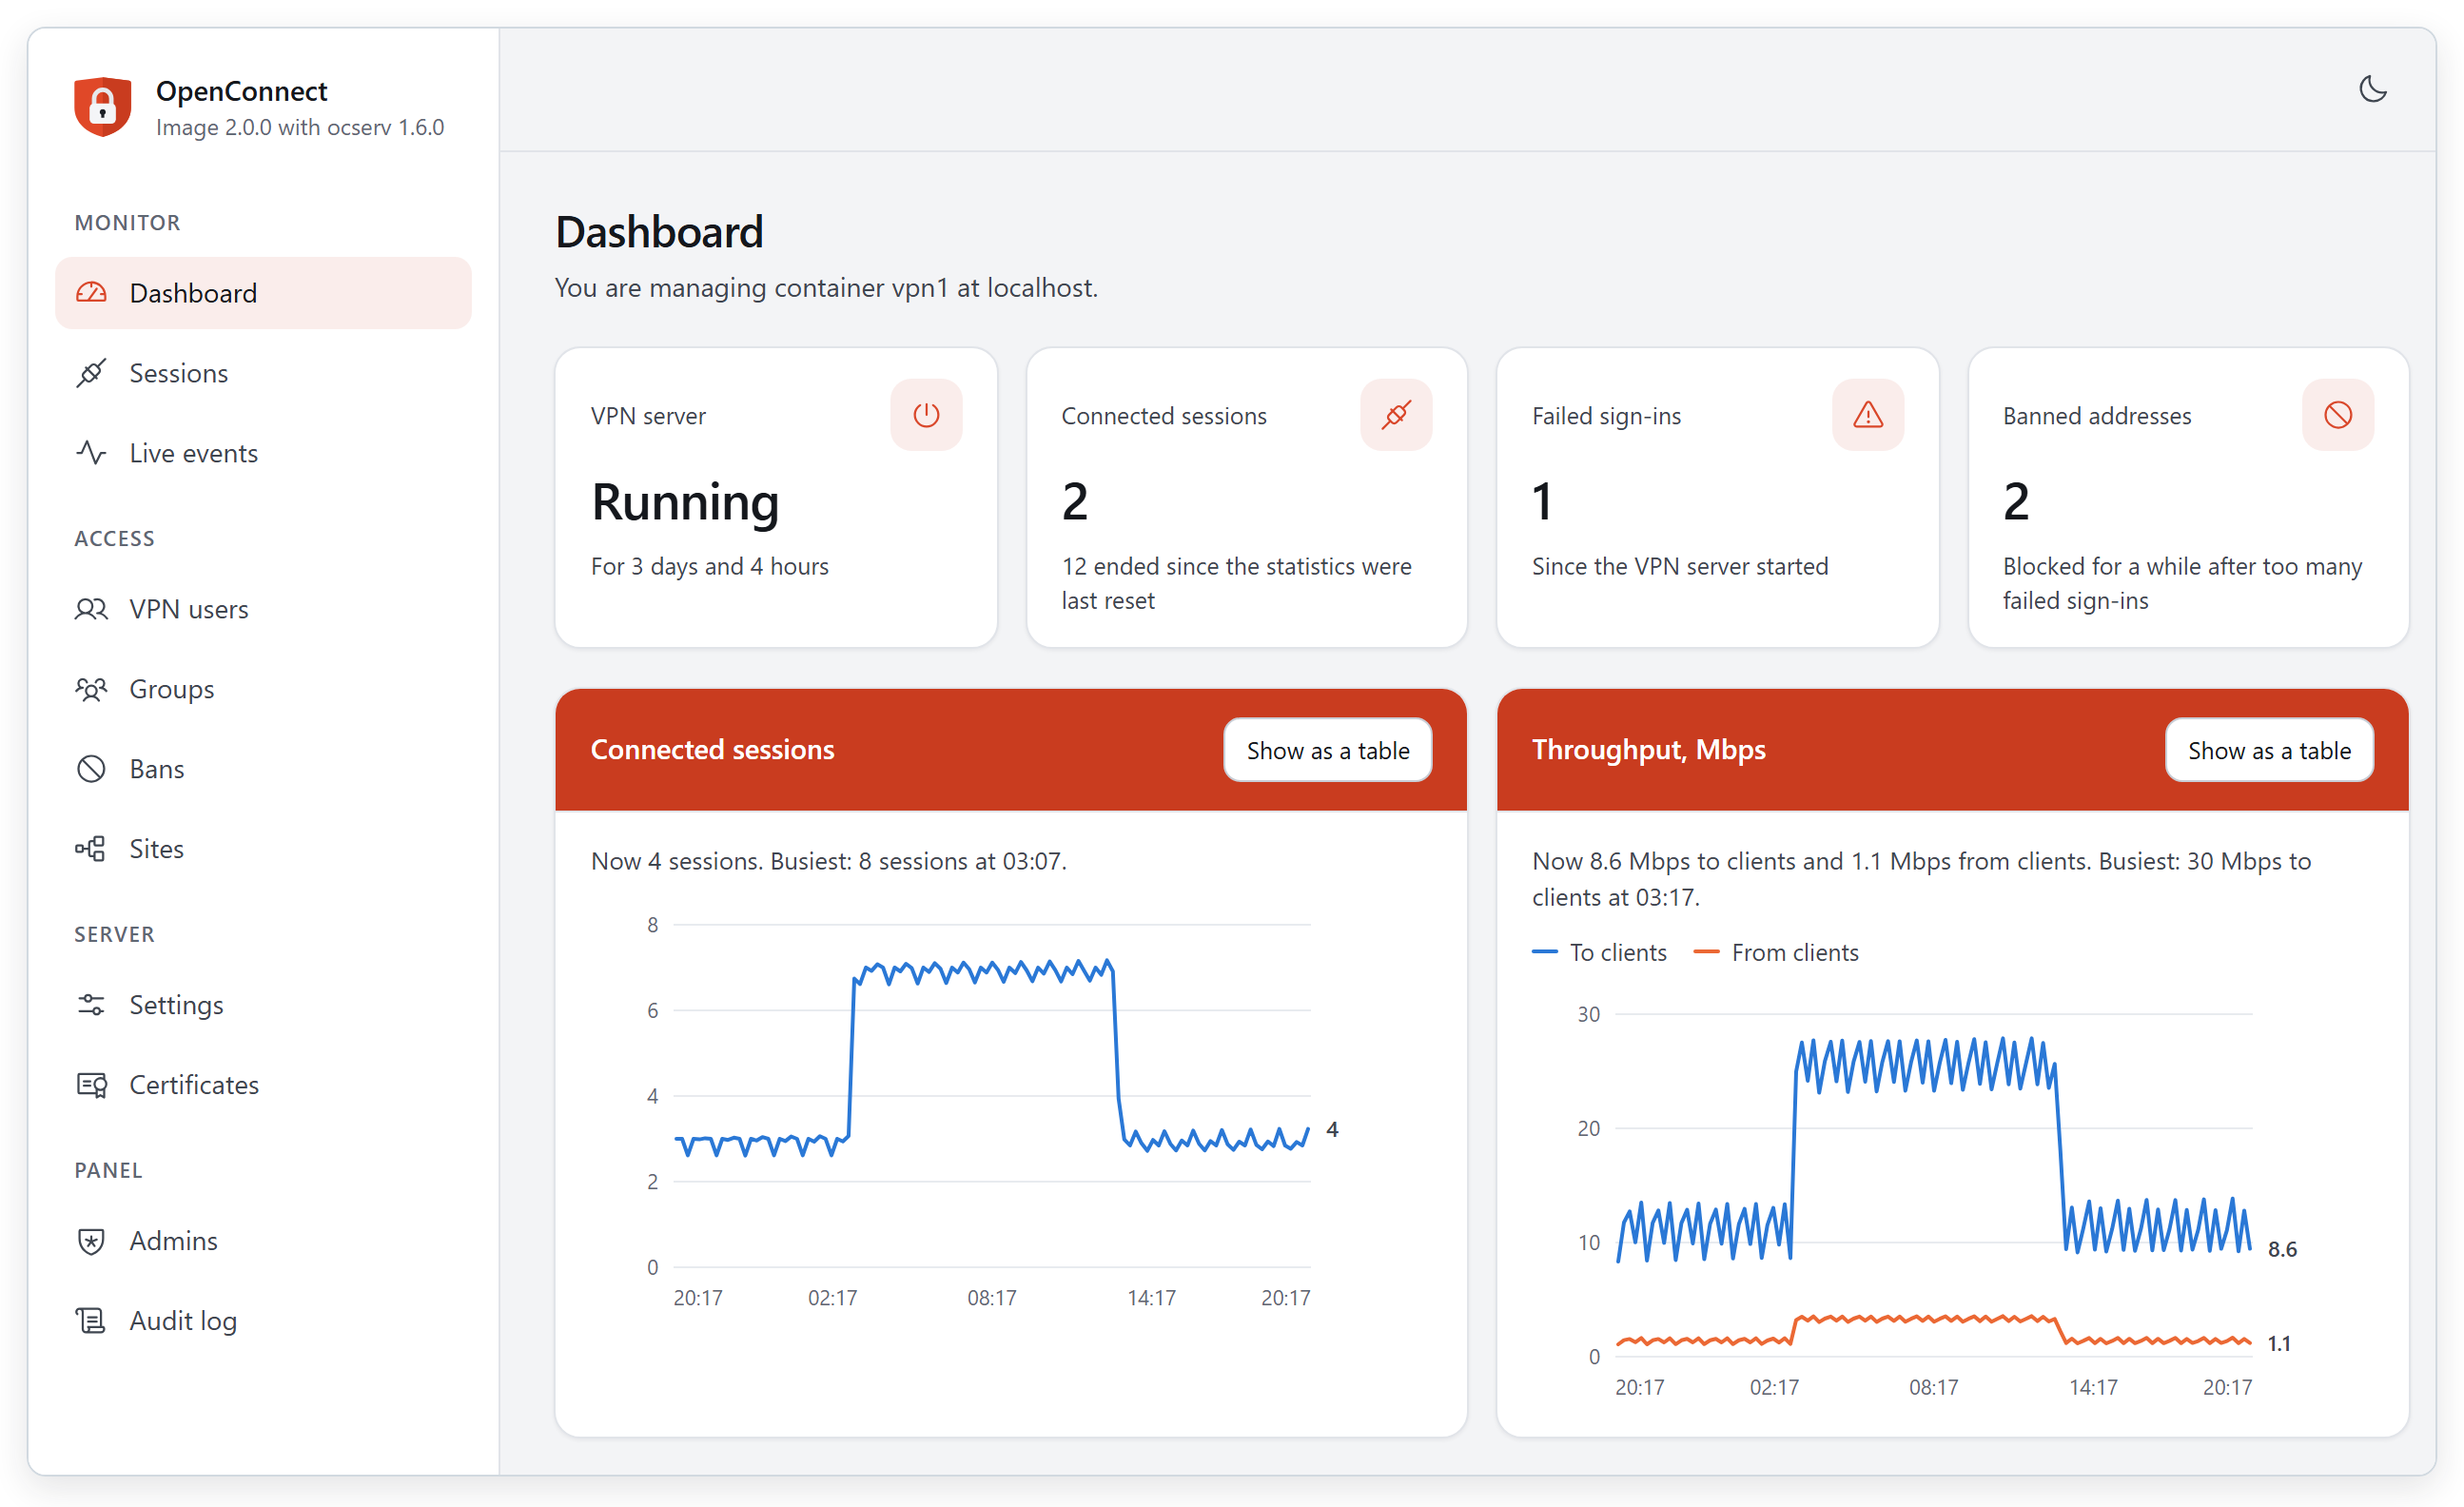 OpenConnect
Image 2.0.0 with ocserv 1.6.0
MONITOR
Dashboard
Sessions
Live events
ACCESS
VPN users
Groups
Bans
Sites
SERVER
Settings
Certificates
PANEL
Admins
Audit log
Dashboard
You are managing container vpn1 at localhost.
VPN server
Running
For 3 days and 4 hours
Connected sessions
2
12 ended since the statistics were
last reset
Failed sign-ins
1
Since the VPN server started
Banned addresses
2
Blocked for a while after too many
failed sign-ins
Connected sessions
Show as a table
Now 4 sessions. Busiest: 8 sessions at 03:07.
8
6
4
2
0
4
20:17 02:17 08:17 14:17 20:17
Throughput, Mbps
Show as a table
Now 8.6 Mbps to clients and 1.1 Mbps from clients. Busiest: 30 Mbps to
clients at 03:17.
To clients From clients
30
20
10
0
8.6
1.1
20:17 02:17 08:17 14:17 20:17